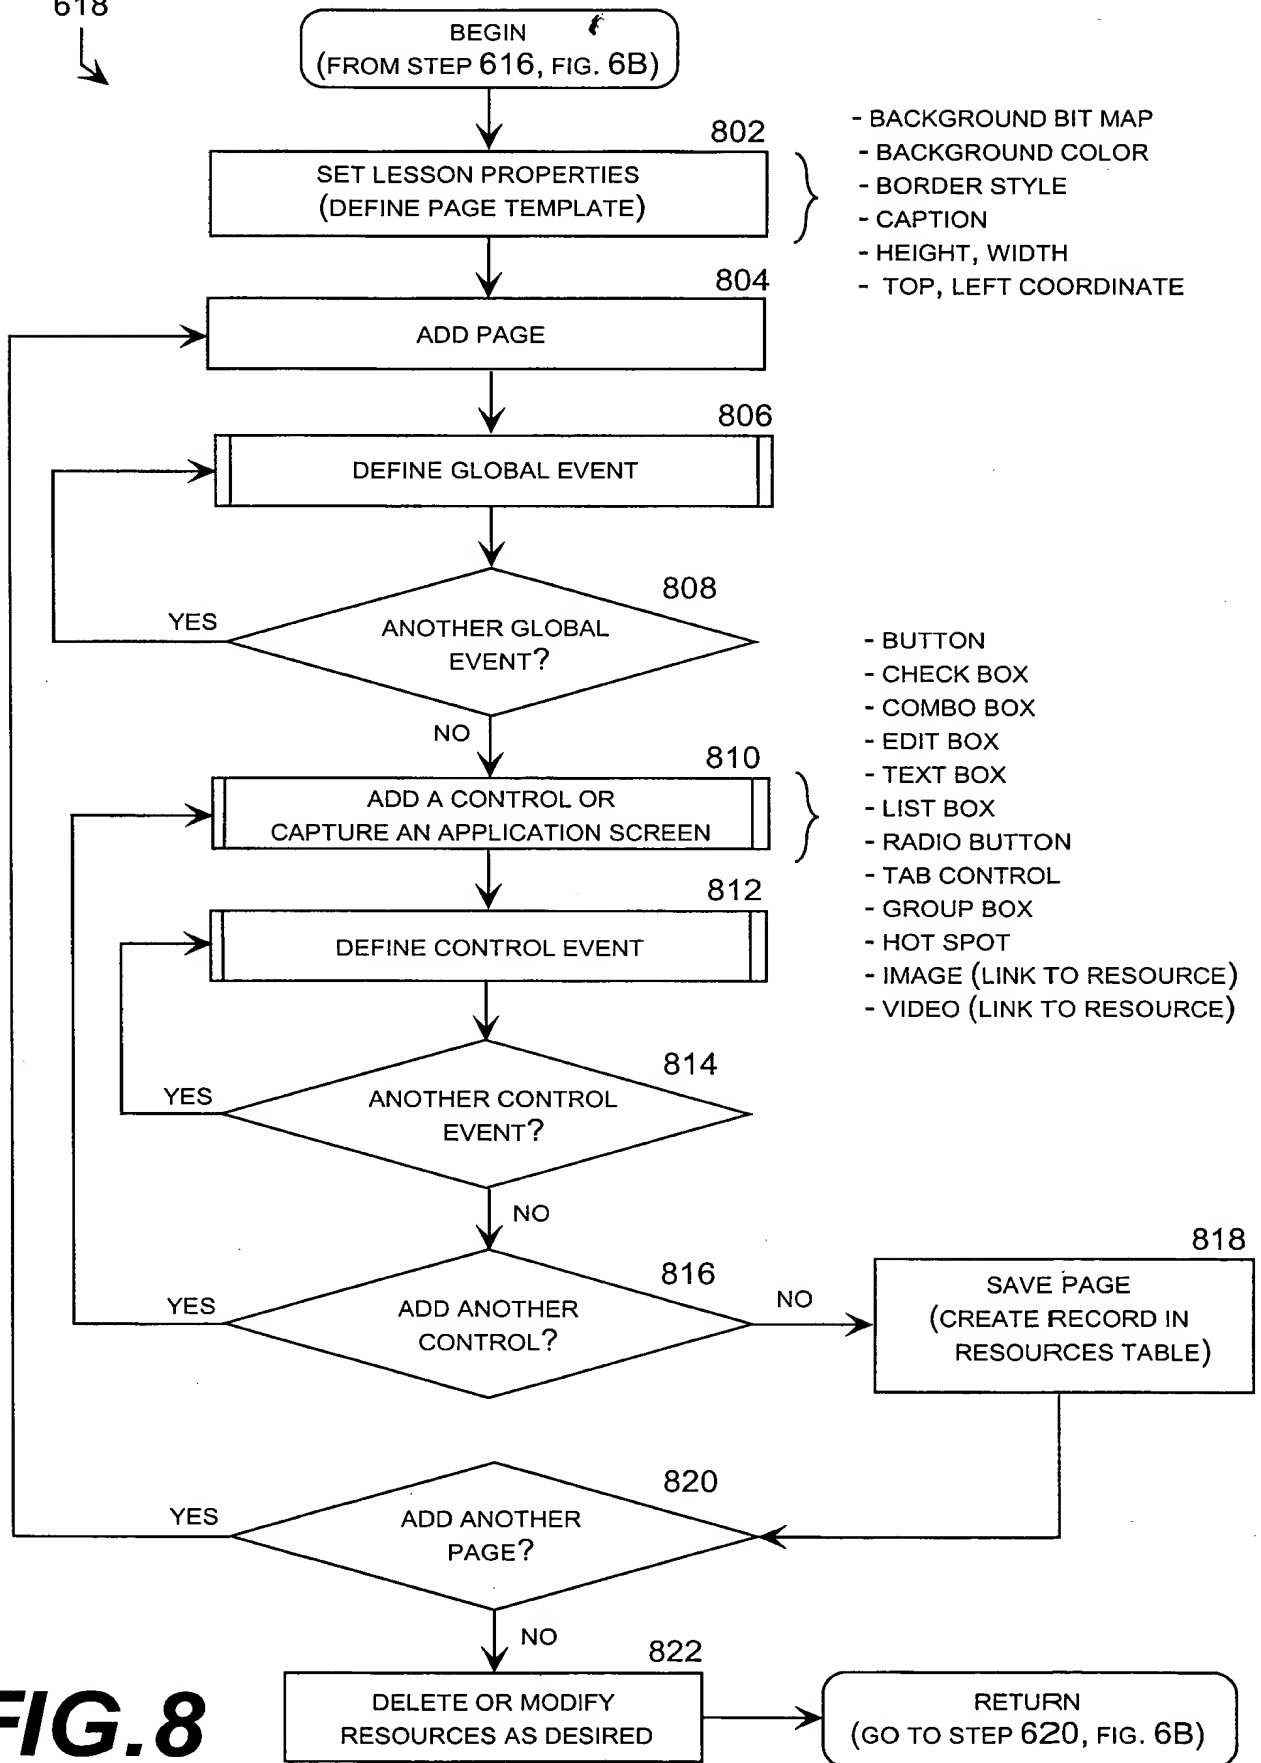 618
BEGIN
(FROM STEP 616, FIG. 6B)
802
SET LESSON PROPERTIES
(DEFINE PAGE TEMPLATE)
- BACKGROUND BIT MAP
- BACKGROUND COLOR
- BORDER STYLE
- CAPTION
- HEIGHT, WIDTH
- TOP, LEFT COORDINATE
804
ADD PAGE
806
DEFINE GLOBAL EVENT
808
YES
ANOTHER GLOBAL
EVENT?
NO
810
ADD A CONTROL OR
CAPTURE AN APPLICATION SCREEN
- BUTTON
- CHECK BOX
- COMBO BOX
- EDIT BOX
- TEXT BOX
- LIST BOX
- RADIO BUTTON
- TAB CONTROL
- GROUP BOX
- HOT SPOT
- IMAGE (LINK TO RESOURCE)
- VIDEO (LINK TO RESOURCE)
812
DEFINE CONTROL EVENT
814
YES
ANOTHER CONTROL
EVENT?
NO
816
YES
ADD ANOTHER
CONTROL?
NO
818
SAVE PAGE
(CREATE RECORD IN
RESOURCES TABLE)
820
YES
ADD ANOTHER
PAGE?
NO
822
DELETE OR MODIFY
RESOURCES AS DESIRED
RETURN
(GO TO STEP 620, FIG. 6B)
FIG. 8